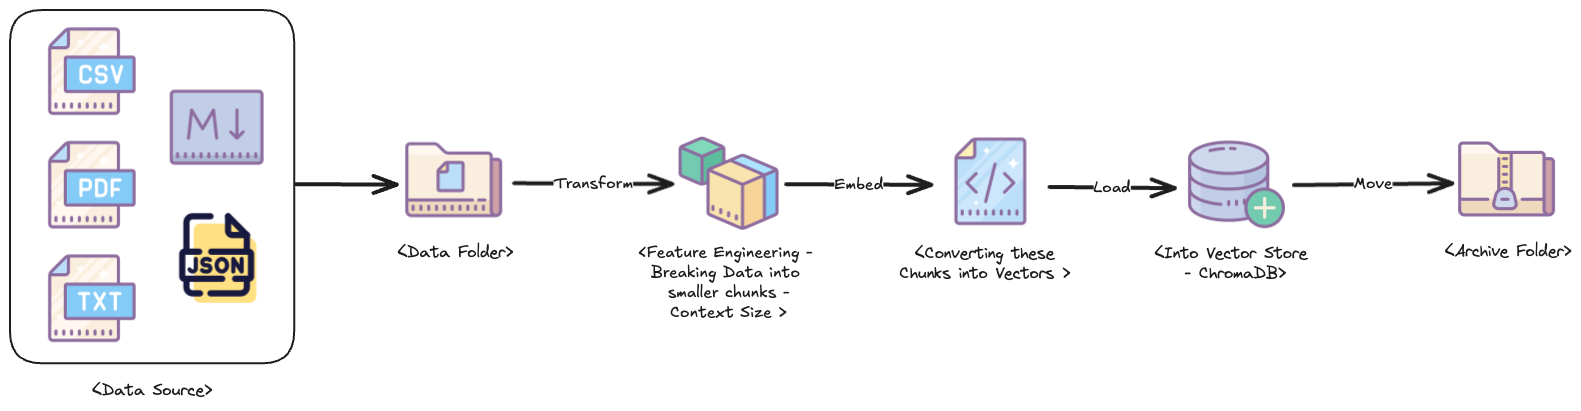 CSV
M↓
PDF
JSON
TXT
<Data Source>
<Data Folder>
Transform
<Feature Engineering -
Breaking Data into
smaller chunks -
Context Size >
Embed
</>
<Converting these
Chunks into Vectors >
Load
<Into Vector Store
- ChromaDB>
Move
<Archive Folder>